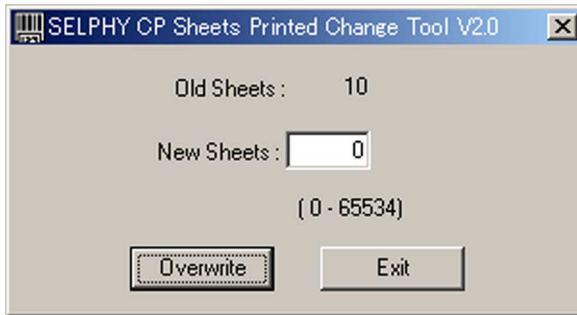 SELPHY CP Sheets Printed Change Tool V2.0
Old Sheets : 10
New Sheets : 0
( 0 - 65534)
Overwrite Exit